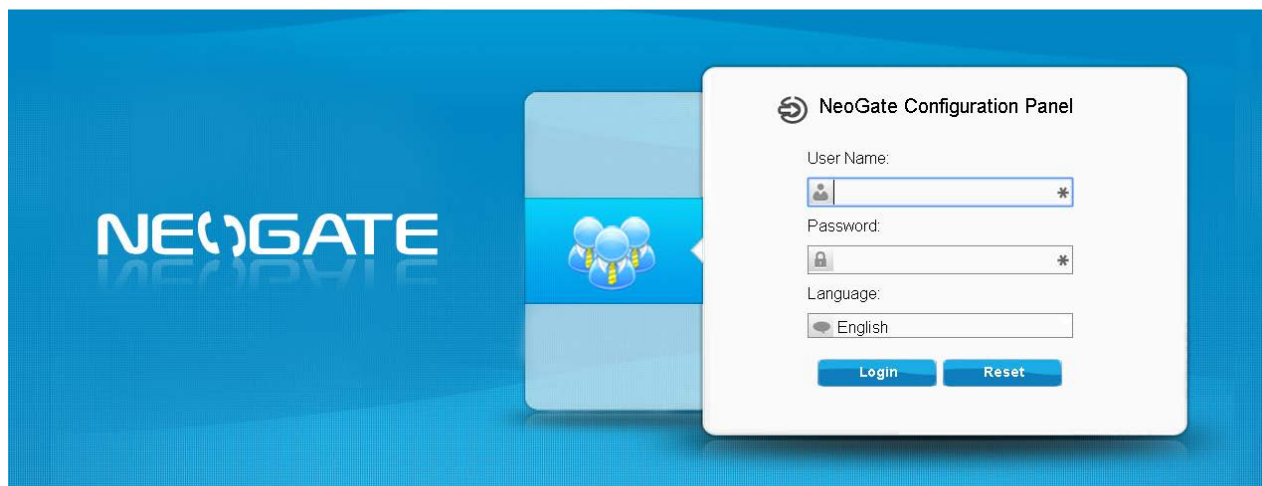 NEOGATE
NeoGate Configuration Panel
User Name:
*
Password:
*
Language:
English
Login
Reset